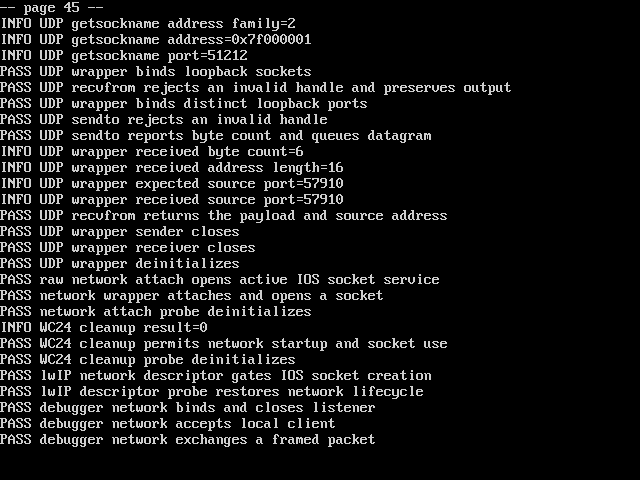 -- page 45 --
INFO UDP getsockname address family=2
INFO UDP getsockname address=0x7f000001
INFO UDP getsockname port=51212
PASS UDP wrapper binds loopback sockets
PASS UDP recvfrom rejects an invalid handle and preserves output
PASS UDP wrapper binds distinct loopback ports
PASS UDP sendto rejects an invalid handle
PASS UDP sendto reports byte count and queues datagram
INFO UDP wrapper received byte count=6
INFO UDP wrapper received address length=16
INFO UDP wrapper expected source port=57910
INFO UDP wrapper received source port=57910
PASS UDP recvfrom returns the payload and source address
PASS UDP wrapper sender closes
PASS UDP wrapper receiver closes
PASS UDP wrapper deinitializes
PASS raw network attach opens active IOS socket service
PASS network wrapper attaches and opens a socket
PASS network attach probe deinitializes
INFO WC24 cleanup result=0
PASS WC24 cleanup permits network startup and socket use
PASS WC24 cleanup probe deinitializes
PASS lwIP network descriptor gates IOS socket creation
PASS lwIP descriptor probe restores network lifecycle
PASS debugger network binds and closes listener
PASS debugger network accepts local client
PASS debugger network exchanges a framed packet